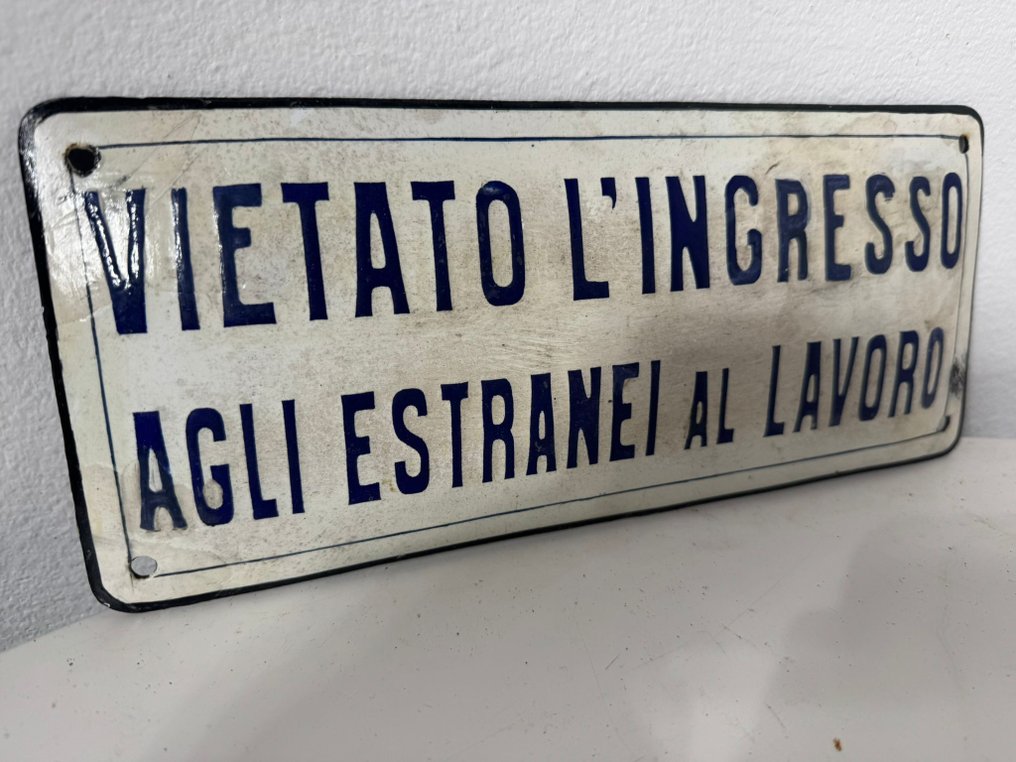 VIETATO L'INGRESSO
AGLI ESTRANEI AL LAVORO